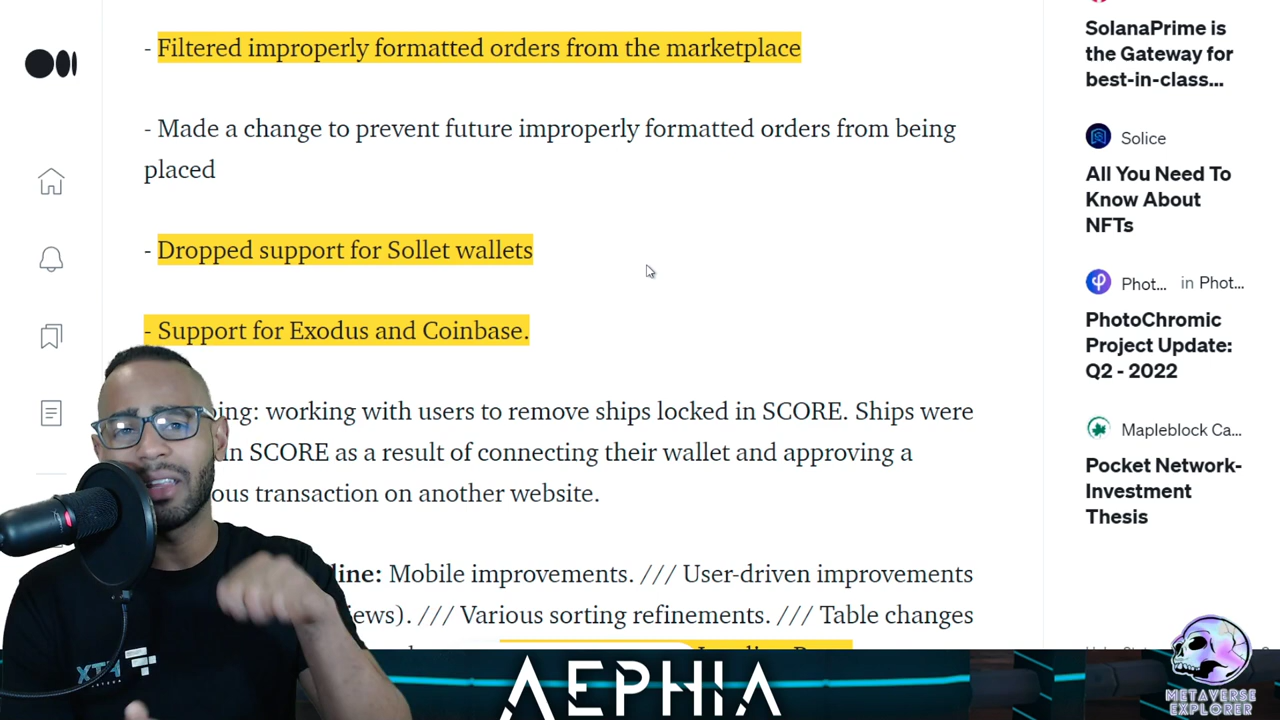 - Filtered improperly formatted orders from the marketplace
- Made a change to prevent future improperly formatted orders from being
placed
- Dropped support for Sollet wallets
- Support for Exodus and Coinbase.
ing: working with users to remove ships locked in SCORE. Ships were
in SCORE as a result of connecting their wallet and approving a
ous transaction on another website.
line: Mobile improvements. /// User-driven improvements
iews). /// Various sorting refinements. /// Table changes
SolanaPrime is
the Gateway for
best-in-class...
Solice
All You Need To
Know About
NFTs
Phot... in Phot...
PhotoChromic
Project Update:
Q2 - 2022
Mapleblock Ca...
Pocket Network-
Investment
Thesis
XTM
AEPHIA
METAVERSE
EXPLORER